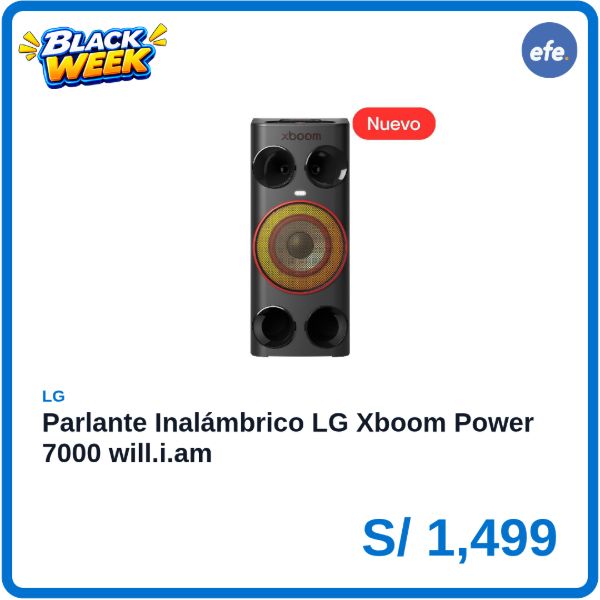 BLACK
WEEK
efe.
Nuevo
xboom
LG
Parlante Inalámbrico LG Xboom Power
7000 will.i.am
S/ 1,499